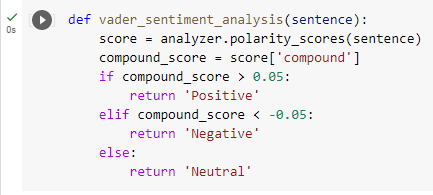 0s
def vader_sentiment_analysis(sentence):
    score = analyzer.polarity_scores(sentence)
    compound_score = score['compound']
    if compound_score > 0.05:
        return 'Positive'
    elif compound_score < -0.05:
        return 'Negative'
    else:
        return 'Neutral'